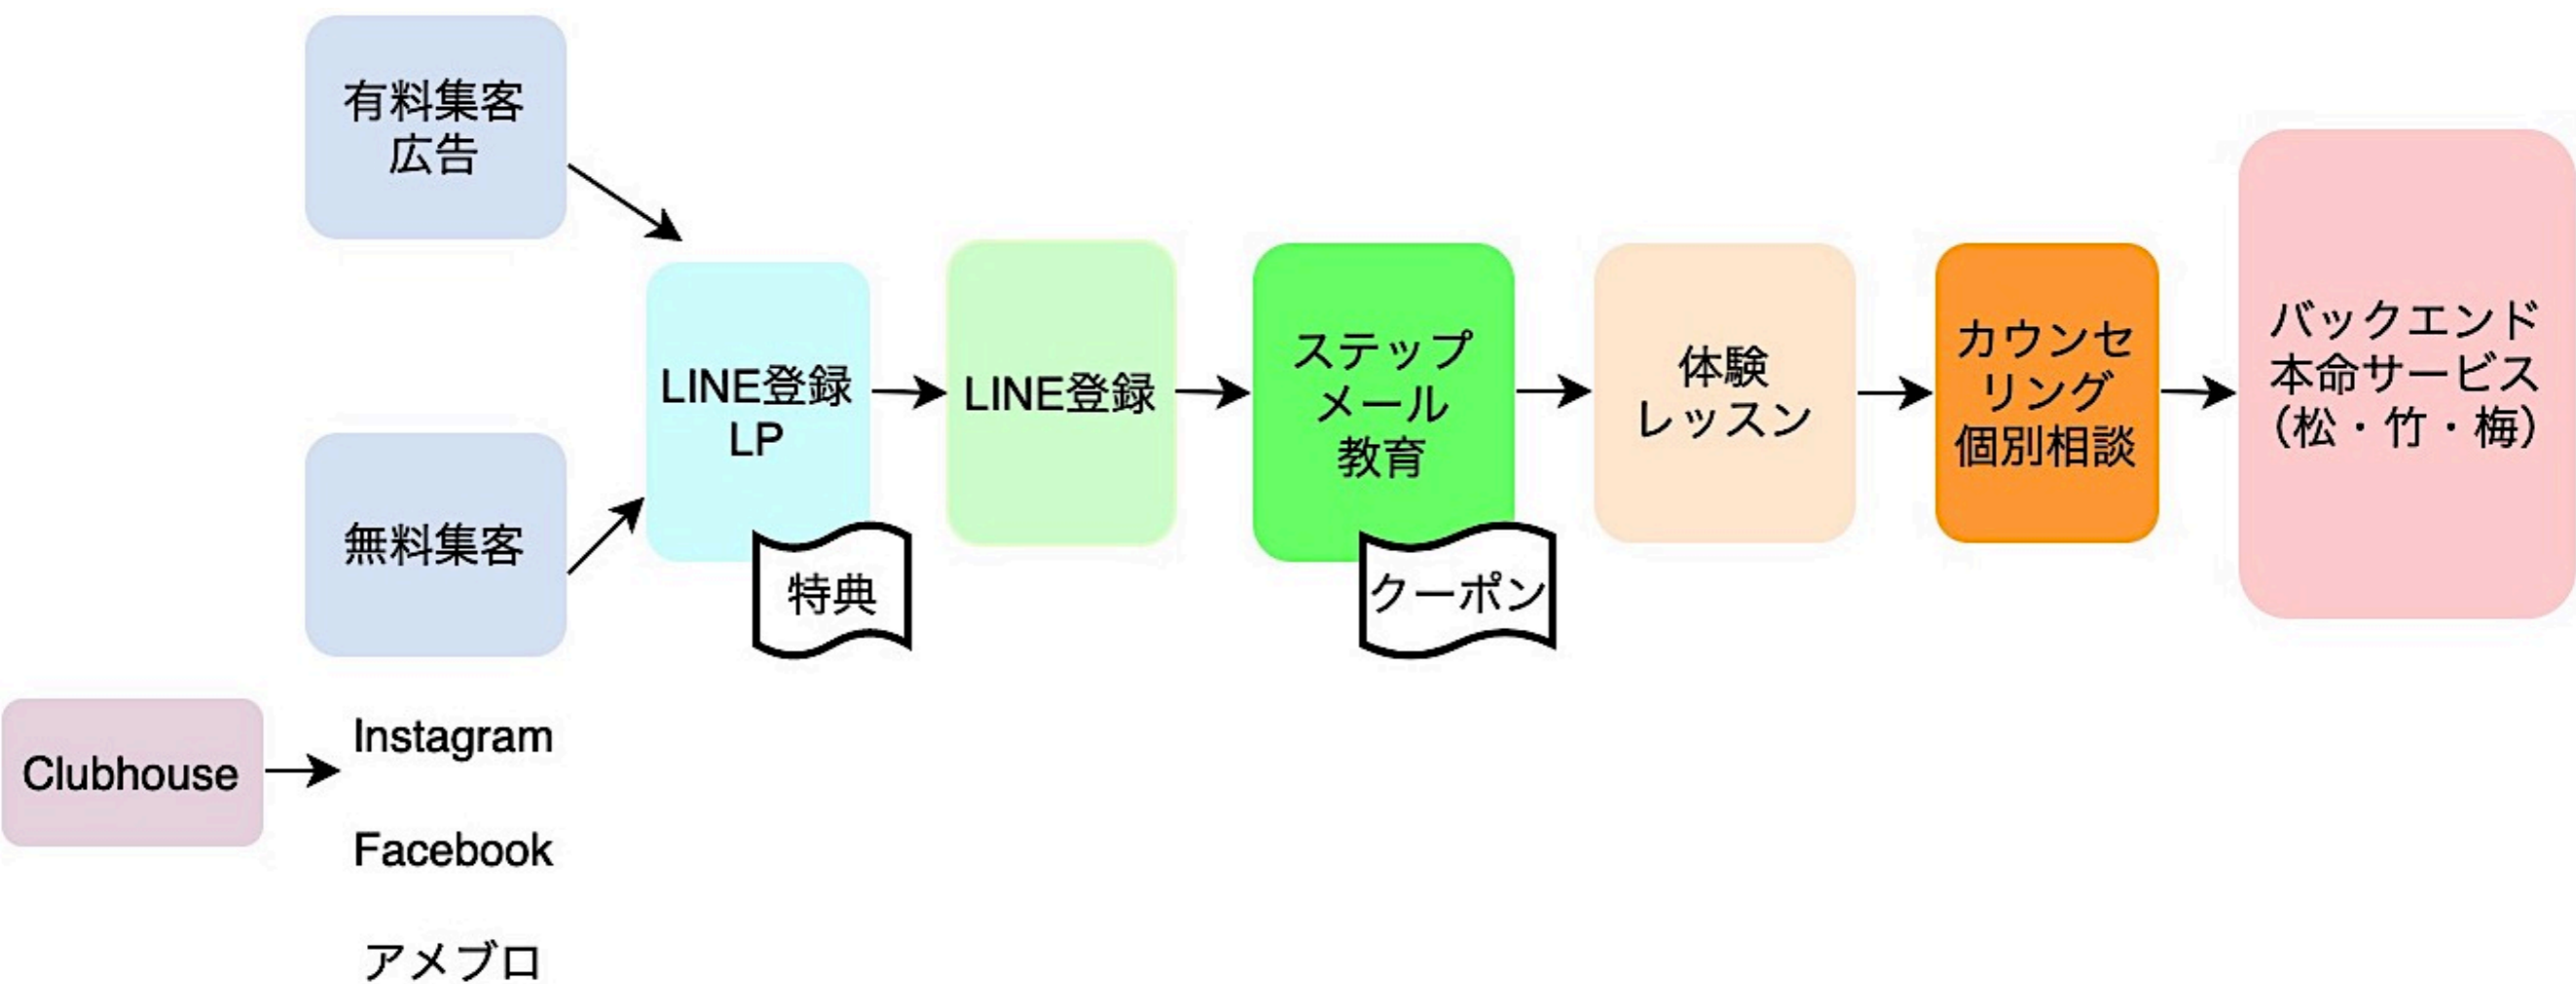 有料集客
広告
無料集客
LINE登録
LP
特典
LINE登録
ステップ
メール
教育
クーポン
体験
レッスン
カウンセ
リング
個別相談
バックエンド
本命サービス
（松・竹・梅）
Clubhouse
Instagram
Facebook
アメブロ